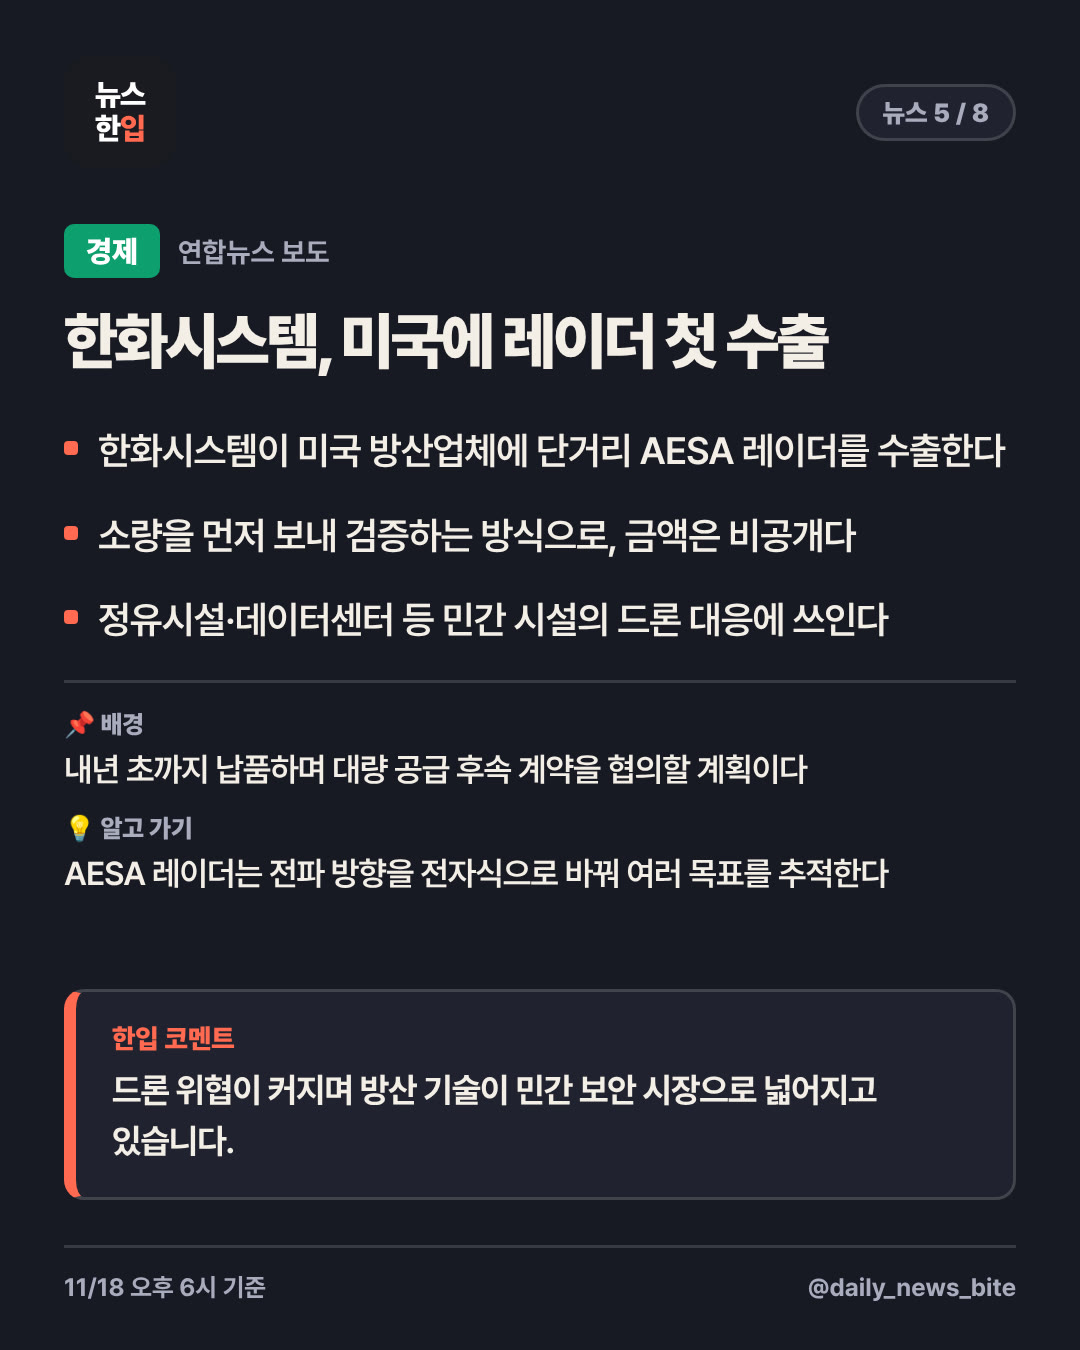 뉴스
한입
뉴스 5 / 8
경제
연합뉴스 보도
한화시스템, 미국에 레이더 첫 수출
한화시스템이 미국 방산업체에 단거리 AESA 레이더를 수출한다
소량을 먼저 보내 검증하는 방식으로, 금액은 비공개다
정유시설·데이터센터 등 민간 시설의 드론 대응에 쓰인다
📌 배경
내년 초까지 납품하며 대량 공급 후속 계약을 협의할 계획이다
💡 알고 가기
AESA 레이더는 전파 방향을 전자식으로 바꿔 여러 목표를 추적한다
한입 코멘트
드론 위협이 커지며 방산 기술이 민간 보안 시장으로 넓어지고
있습니다.
11/18 오후 6시 기준
@daily_news_bite